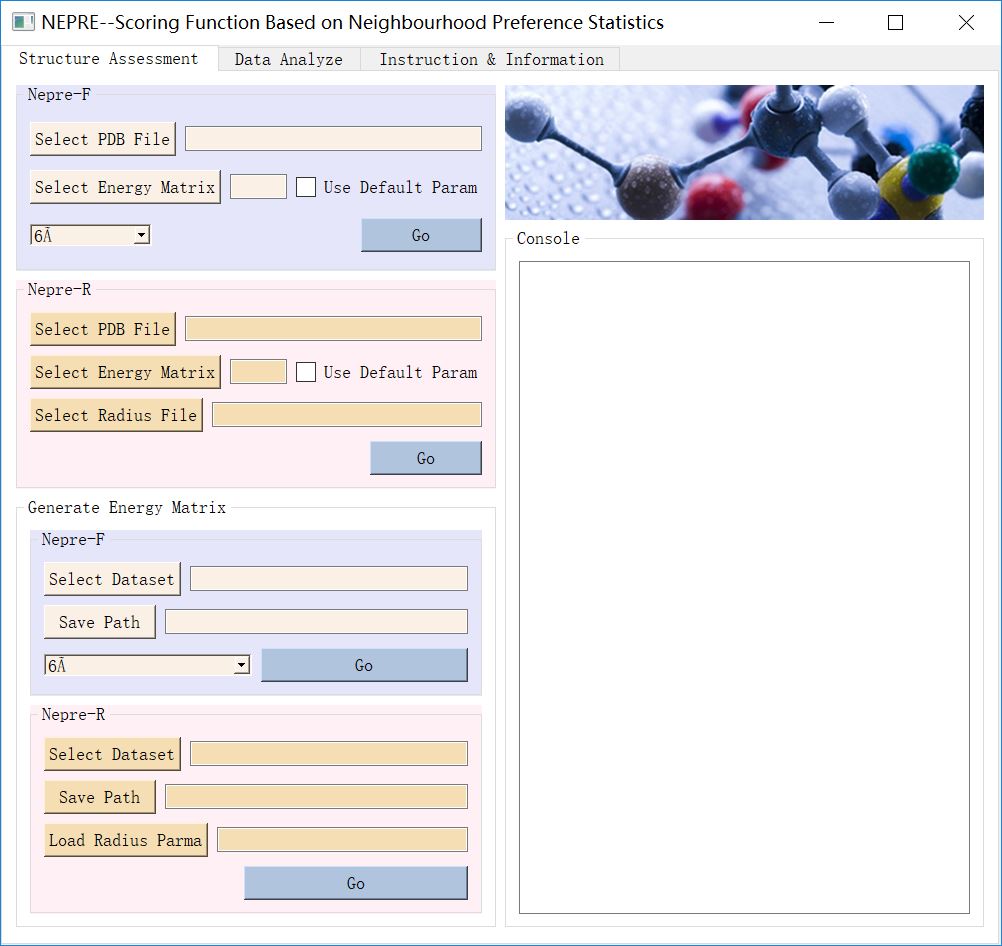 NEPRE--Scoring Function Based on Neighbourhood Preference Statistics
Structure Assessment Data Analyze Instruction & Information
Nepre-F
Select PDB File
Select Energy Matrix Use Default Param
6Ã Go
Nepre-R
Select PDB File
Select Energy Matrix Use Default Param
Select Radius File
Go
Generate Energy Matrix
Nepre-F
Select Dataset
Save Path
6Ã Go
Nepre-R
Select Dataset
Save Path
Load Radius Parma
Go
Console